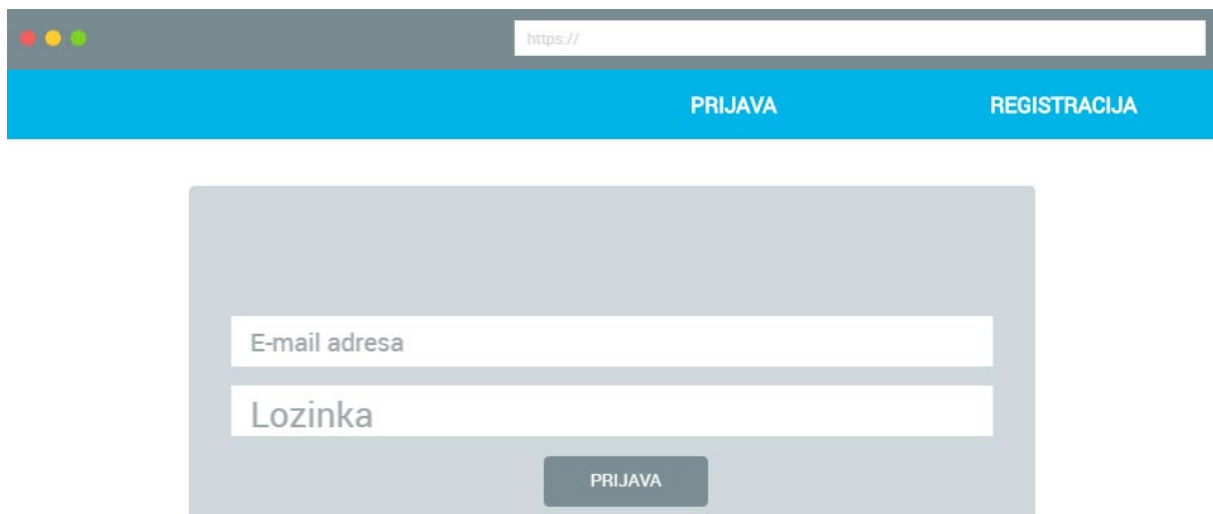 https://
PRIJAVA REGISTRACIJA
E-mail adresa
Lozinka
PRIJAVA